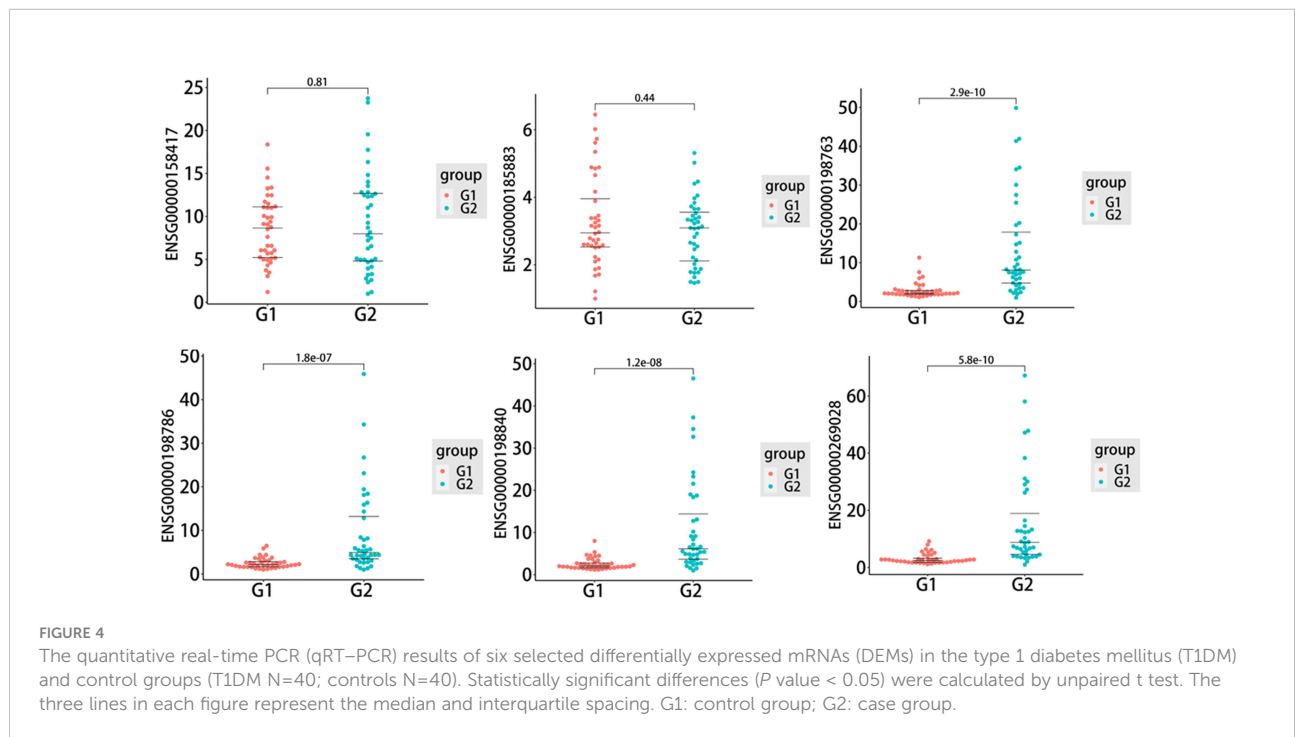 0.81
25
20
15
10
5
0
ENSG00000158417
G1
G2
group
G1
G2
0.44
6
4
2
ENSG00000185883
G1
G2
group
G1
G2
2.9e-10
50
40
30
20
10
0
ENSG00000198763
G1
G2
group
G1
G2
1.8e-07
50
40
30
20
10
0
ENSG00000198786
G1
G2
group
G1
G2
1.2e-08
50
40
30
20
10
0
ENSG00000198840
G1
G2
group
G1
G2
5.8e-10
60
40
20
0
ENSG00000269028
G1
G2
group
G1
G2
FIGURE 4
The quantitative real-time PCR (qRT–PCR) results of six selected differentially expressed mRNAs (DEMs) in the type 1 diabetes mellitus (T1DM)
and control groups (T1DM N=40; controls N=40). Statistically significant differences (P value < 0.05) were calculated by unpaired t test. The
three lines in each figure represent the median and interquartile spacing. G1: control group; G2: case group.